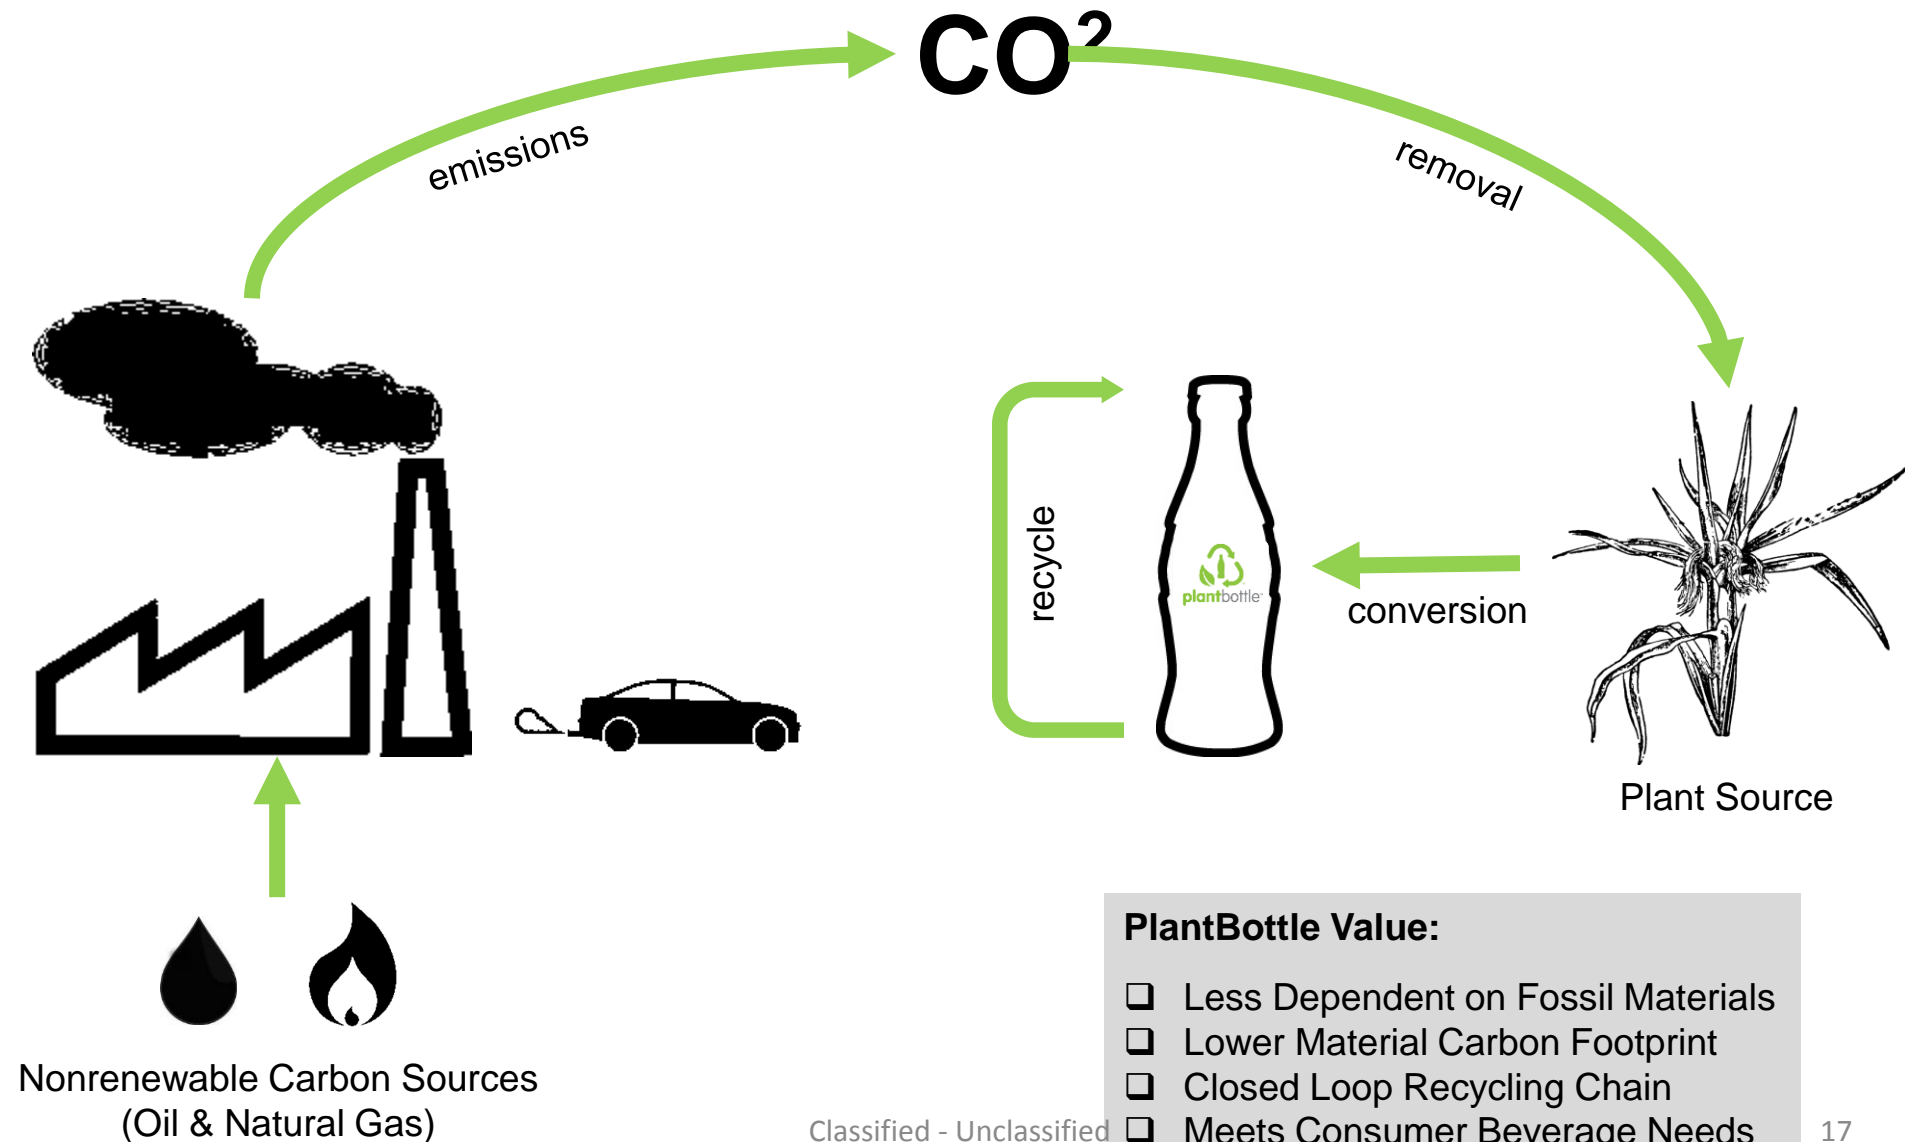 CO²
emissions
removal
recycle
plantbottle
conversion
Plant Source
PlantBottle Value:
❑ Less Dependent on Fossil Materials
❑ Lower Material Carbon Footprint
❑ Closed Loop Recycling Chain
❑ Meets Consumer Beverage Needs
Nonrenewable Carbon Sources
(Oil & Natural Gas)
Classified - Unclassified
17